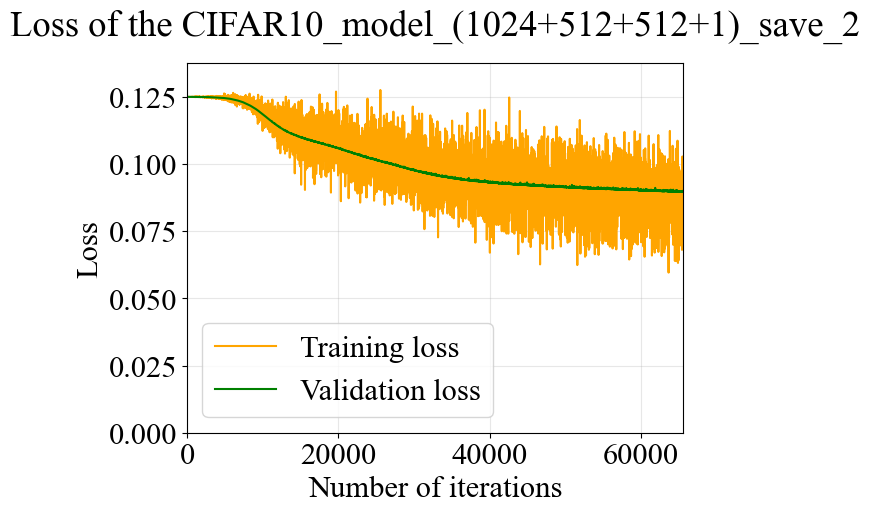 Loss of the CIFAR10_model_(1024+512+512+1)_save_2
0.125
0.100
0.075
0.050
0.025
0.000
Loss
Training loss
Validation loss
0 20000 40000 60000
Number of iterations